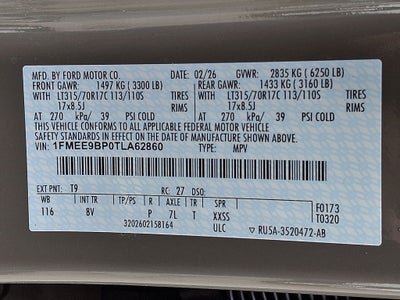 MFD. BY FORD MOTOR CO. 02/26 GVWR: 2835 KG ( 6250 LB)
FRONT GAWR: 1497 KG ( 3300 LB) REAR GAWR: 1433 KG ( 3160 LB)
WITH LT315/70R17C 113/110S TIRES WITH LT315/70R17C 113/110S TIRES
17x8.5J RIMS 17x8.5J RIMS
AT 270 kPa/ 39 PSI COLD AT 270 kPa/ 39 PSI COLD
THIS VEHICLE CONFORMS TO ALL APPLICABLE FEDERAL MOTOR VEHICLE
SAFETY STANDARDS IN EFFECT ON THE DATE OF MANUFACTURE SHOWN ABOVE.
VIN: 1FMEE9BP0TLA62860 TYPE: MPV
EXT PNT: T9 RC: 27 DSO:
WB BRK INT TR TP/PS R AXLE TR SPR F0173
116 8V P 7L T XXSS T0320
3202602158164 ULC RU5A-3520472-AB